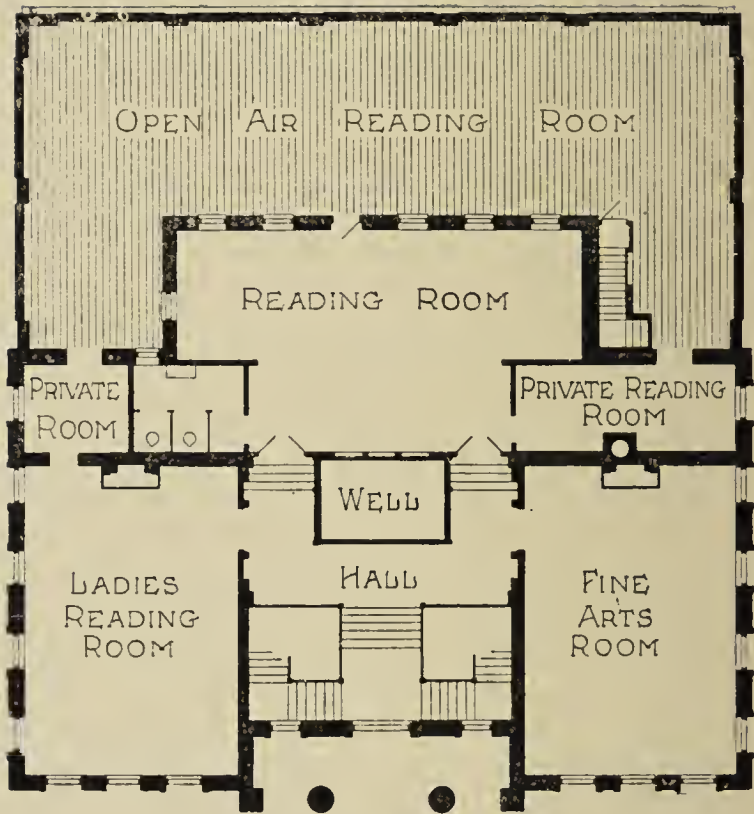 OPEN AIR READING ROOM
READING ROOM
PRIVATE
ROOM
PRIVATE READING
ROOM
WELL
HALL
LADIES
READING
ROOM
FINE
ARTS
ROOM